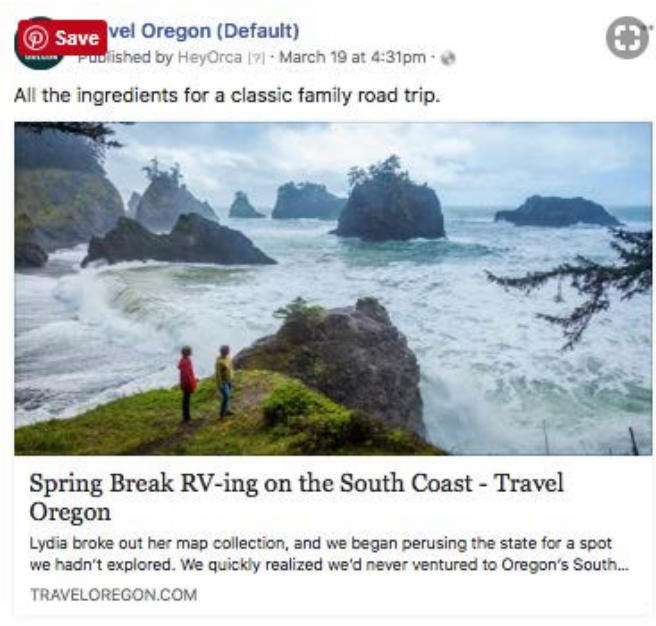 Save
vel Oregon (Default)
Published by HeyOrca [?] · March 19 at 4:31pm ·
All the ingredients for a classic family road trip.
Spring Break RV-ing on the South Coast - Travel
Oregon
Lydia broke out her map collection, and we began perusing the state for a spot
we hadn't explored. We quickly realized we'd never ventured to Oregon's South...
TRAVELOREGON.COM